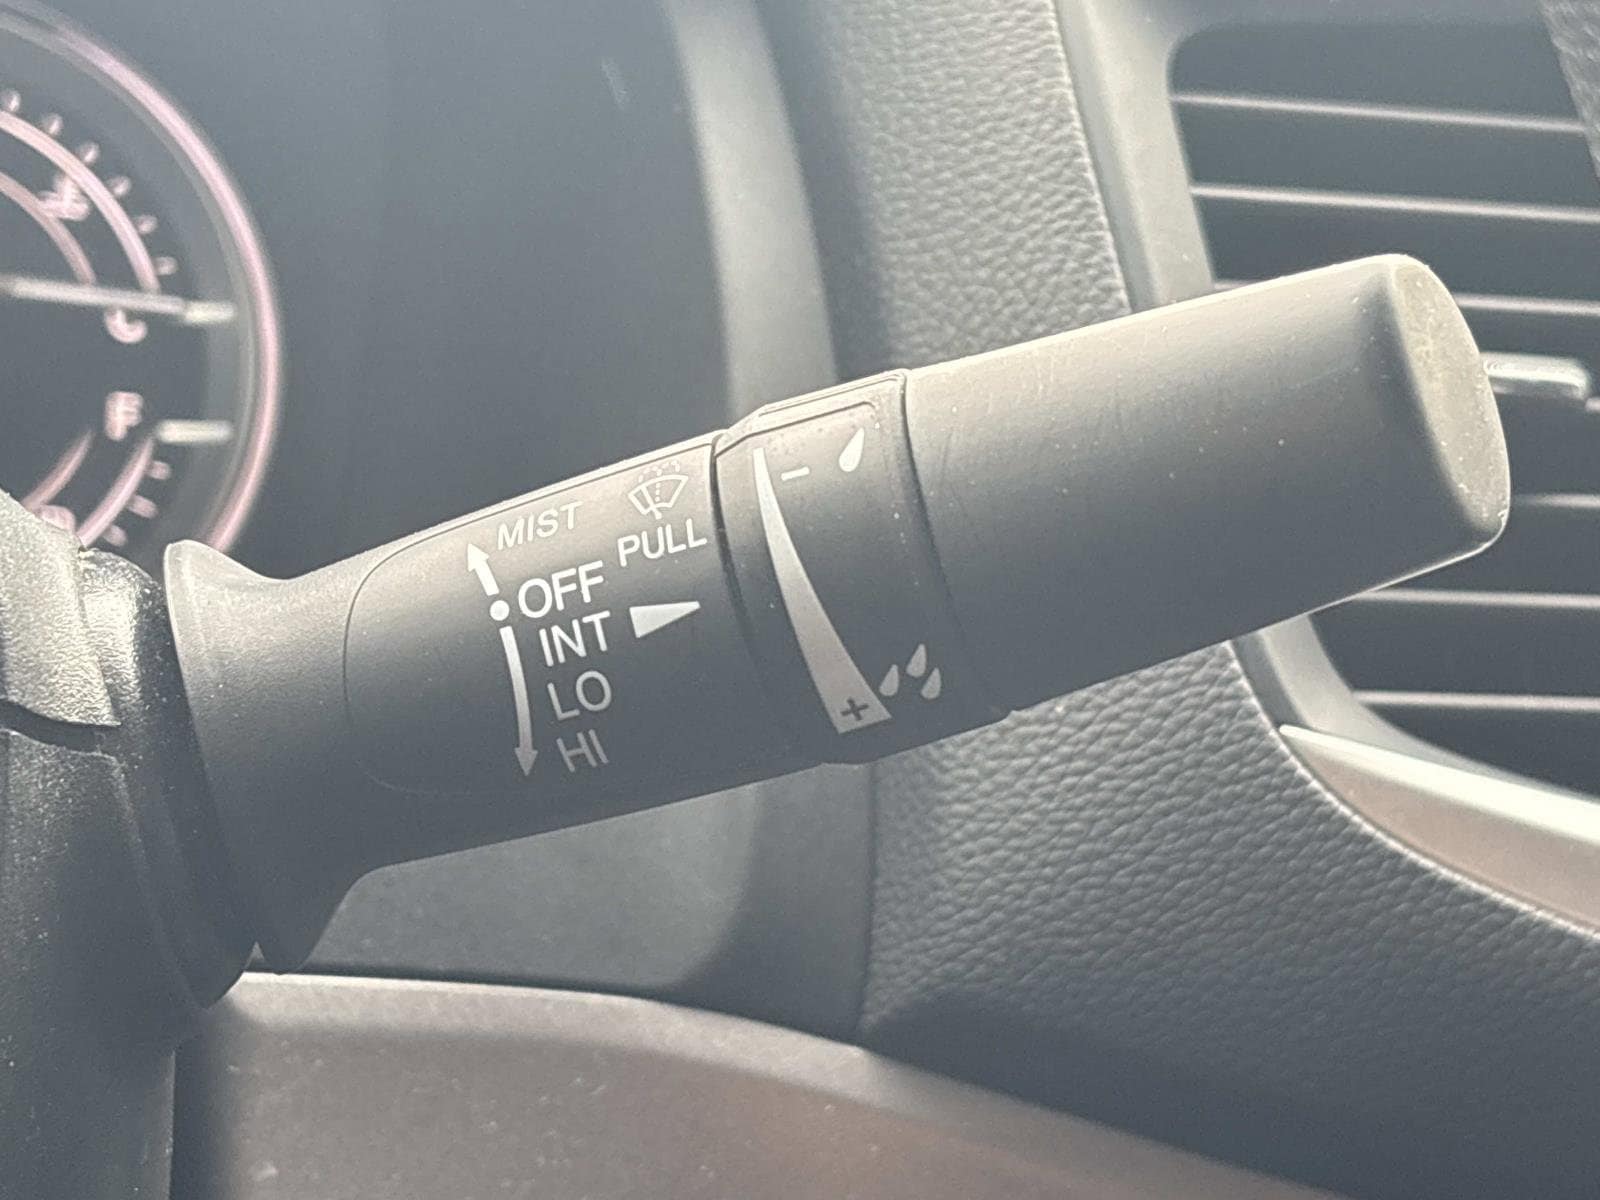 MIST
PULL
OFF
INT
LO
HI
−
+
C
F